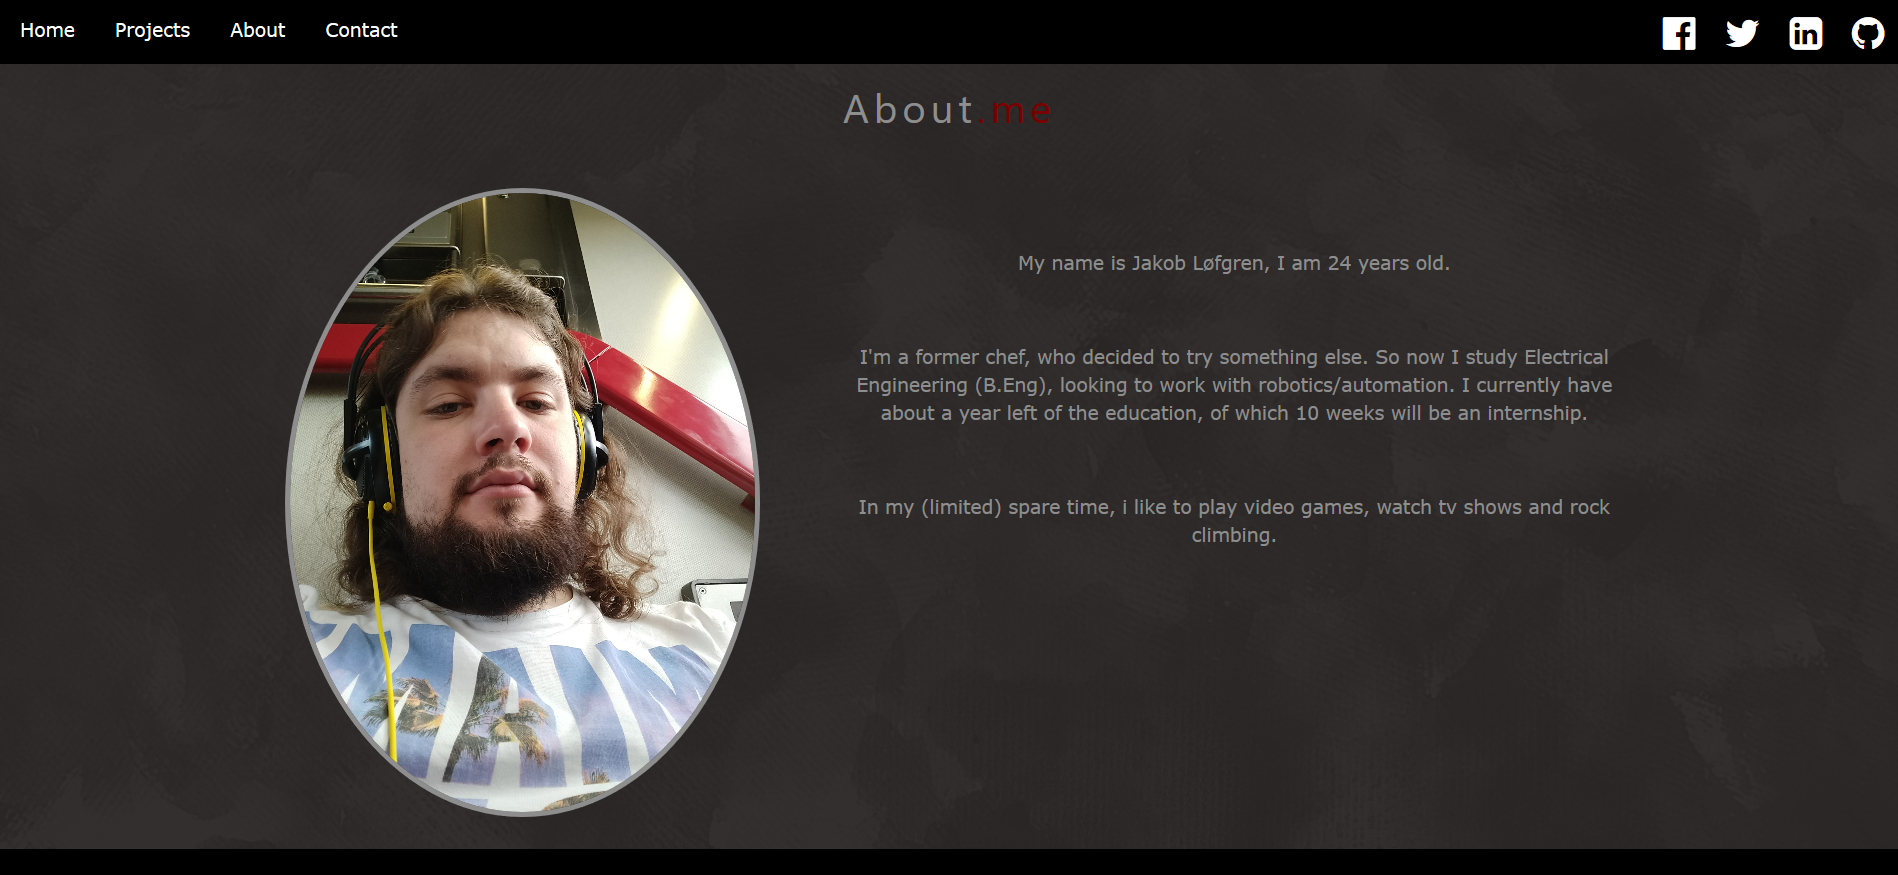 Home Projects About Contact
About.me
My name is Jakob Løfgren, I am 24 years old.
I'm a former chef, who decided to try something else. So now I study Electrical
Engineering (B.Eng), looking to work with robotics/automation. I currently have
about a year left of the education, of which 10 weeks will be an internship.
In my (limited) spare time, i like to play video games, watch tv shows and rock
climbing.